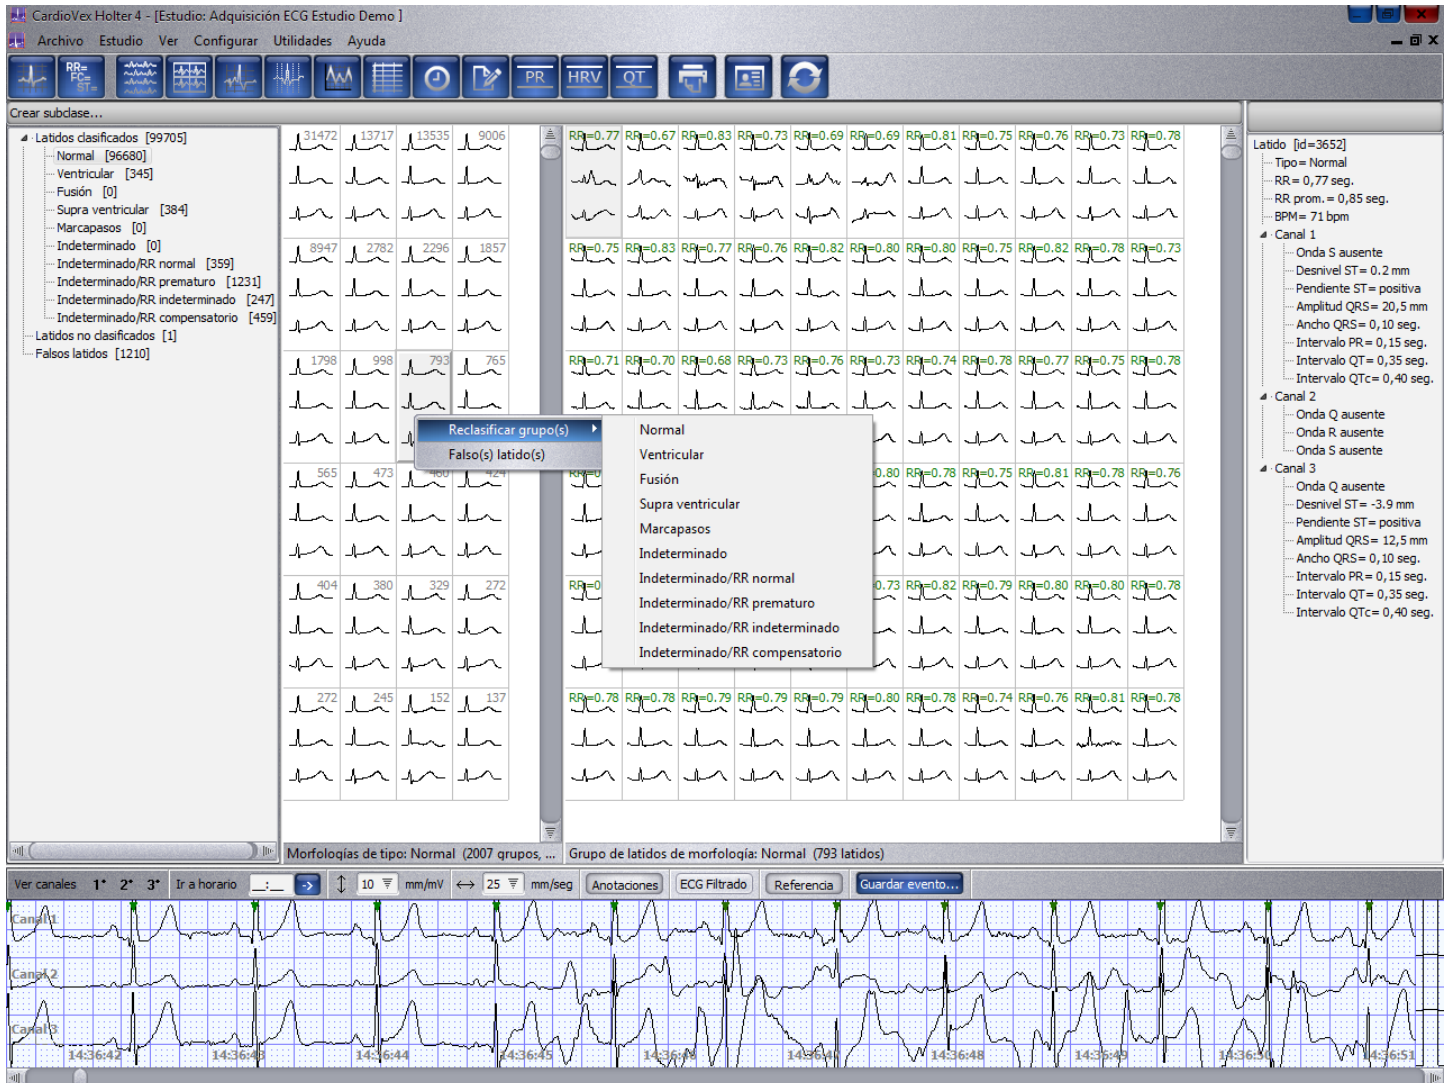 CardioVex Holter 4 - [Estudio: Adquisición ECG Estudio Demo ]
Archivo Estudio Ver Configurar Utilidades Ayuda
RR= FC= ST= PR HRV QT
Crear subclase...
Latidos clasificados [99705]
Normal [96680]
Ventricular [345]
Fusión [0]
Supra ventricular [384]
Marcapasos [0]
Indeterminado [0]
Indeterminado/RR normal [359]
Indeterminado/RR prematuro [1231]
Indeterminado/RR indeterminado [247]
Indeterminado/RR compensatorio [459]
Latidos no clasificados [1]
Falsos latidos [1210]
31472 13717 13535 9006
8947 2782 2296 1857
1798 998 793 765
565 473 460 424
404 380 329 272
272 245 152 137
Morfologías de tipo: Normal (2007 grupos, ...
RR=0.77 RR=0.67 RR=0.83 RR=0.73 RR=0.69 RR=0.69 RR=0.81 RR=0.75 RR=0.76 RR=0.73 RR=0.78
RR=0.75 RR=0.83 RR=0.77 RR=0.76 RR=0.82 RR=0.80 RR=0.80 RR=0.75 RR=0.82 RR=0.78 RR=0.73
RR=0.71 RR=0.70 RR=0.68 RR=0.73 RR=0.76 RR=0.73 RR=0.74 RR=0.78 RR=0.77 RR=0.75 RR=0.78
0.80 RR=0.78 RR=0.75 RR=0.81 RR=0.78 RR=0.76
RR=0 0.73 RR=0.82 RR=0.79 RR=0.80 RR=0.80 RR=0.78
RR=0.78 RR=0.78 RR=0.79 RR=0.79 RR=0.79 RR=0.80 RR=0.78 RR=0.74 RR=0.76 RR=0.81 RR=0.78
Grupo de latidos de morfología: Normal (793 latidos)
Reclasificar grupo(s)
Falso(s) latido(s)
Normal
Ventricular
Fusión
Supra ventricular
Marcapasos
Indeterminado
Indeterminado/RR normal
Indeterminado/RR prematuro
Indeterminado/RR indeterminado
Indeterminado/RR compensatorio
Latido [id=3652]
Tipo= Normal
RR= 0,77 seg.
RR prom.= 0,85 seg.
BPM= 71 bpm
Canal 1
Onda S ausente
Desnivel ST= 0.2 mm
Pendiente ST= positiva
Amplitud QRS= 20,5 mm
Ancho QRS= 0,10 seg.
Intervalo PR= 0,15 seg.
Intervalo QT= 0,35 seg.
Intervalo QTc= 0,40 seg.
Canal 2
Onda Q ausente
Onda R ausente
Onda S ausente
Canal 3
Onda Q ausente
Desnivel ST= -3.9 mm
Pendiente ST= positiva
Amplitud QRS= 12,5 mm
Ancho QRS= 0,10 seg.
Intervalo PR= 0,15 seg.
Intervalo QT= 0,35 seg.
Intervalo QTc= 0,40 seg.
Ver canales 1* 2* 3* Ir a horario __:__ -> 10 mm/mV 25 mm/seg Anotaciones ECG Filtrado Referencia Guardar evento...
Canal 1
Canal 2
Canal 3
14:36:42 14:36:43 14:36:44 14:36:45 14:36:48 14:36:49 14:36:51